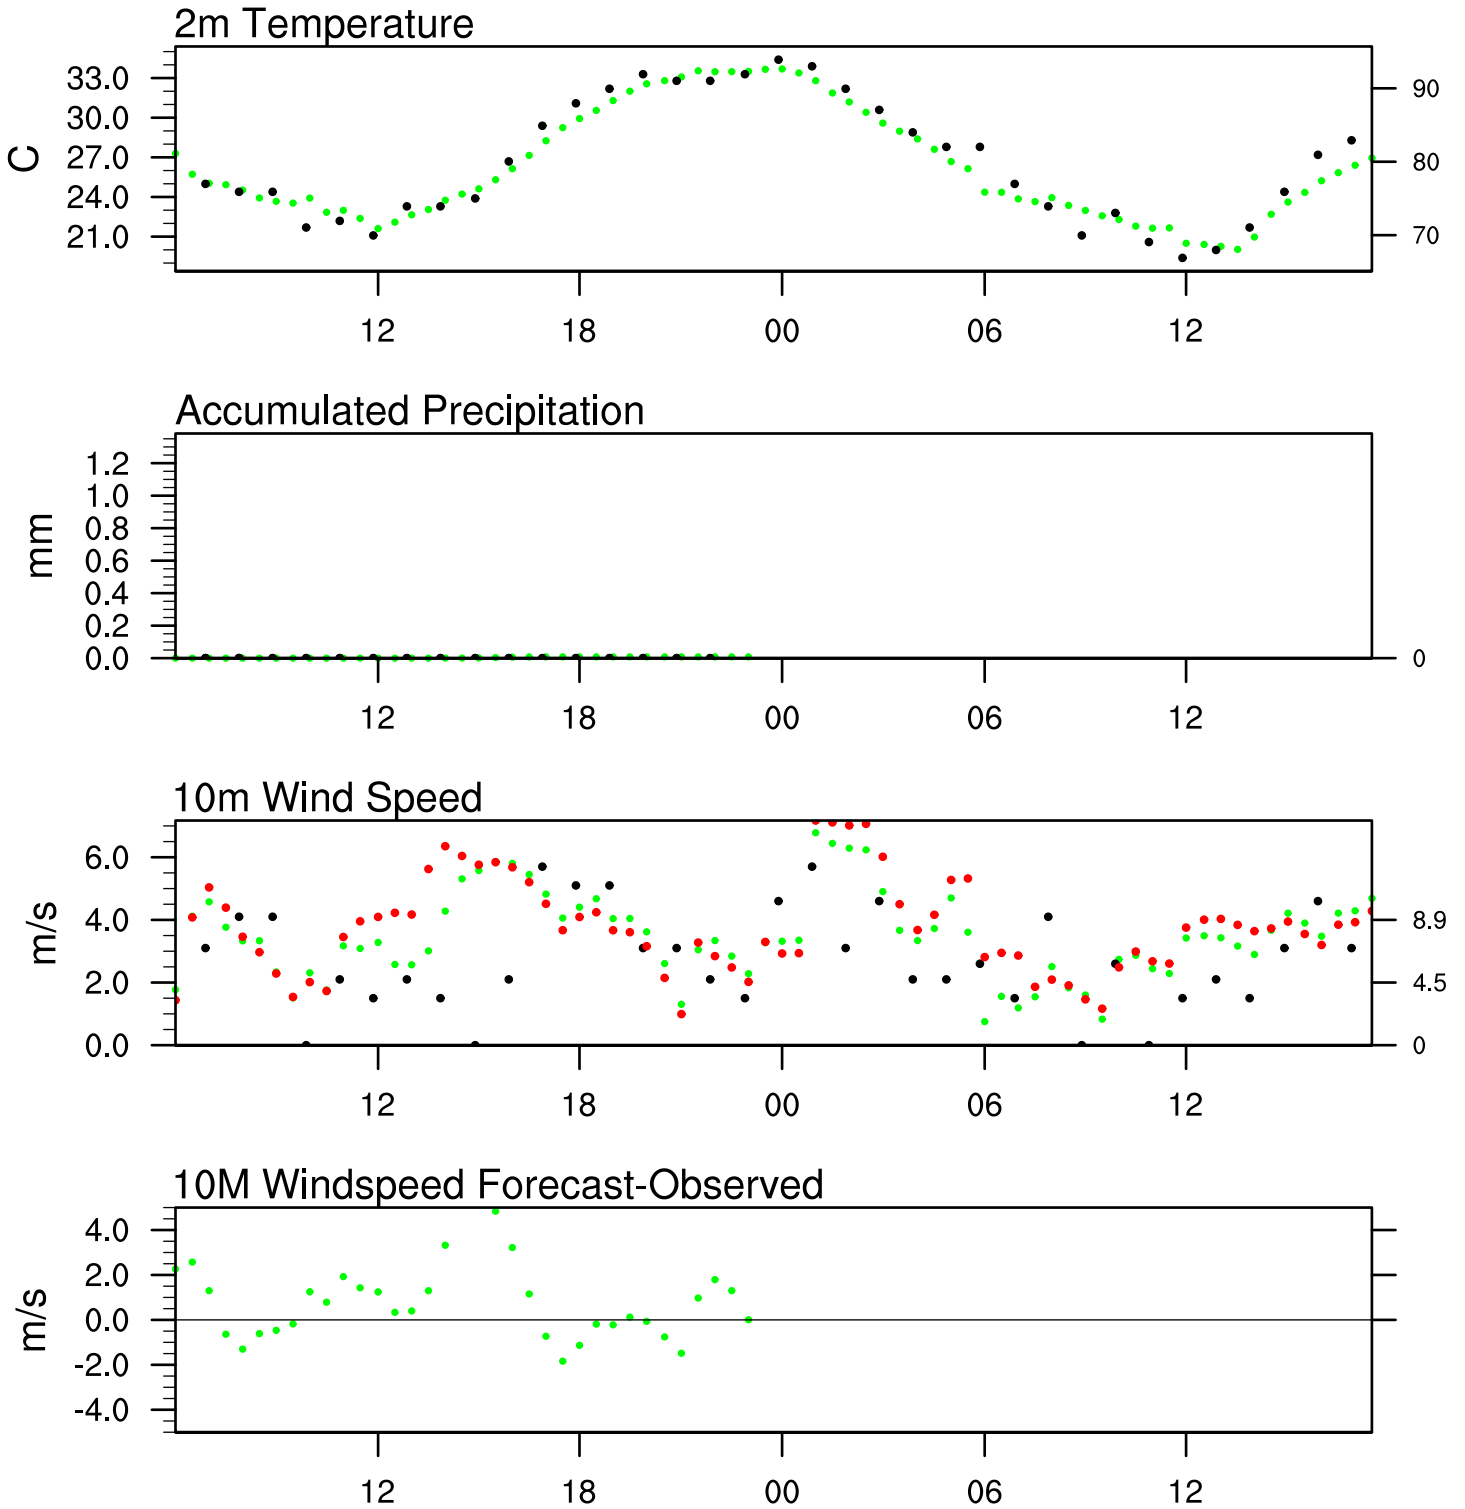 2m Temperature
C
33.0
30.0
27.0
24.0
21.0
90
80
70
12 18 00 06 12
Accumulated Precipitation
mm
1.2
1.0
0.8
0.6
0.4
0.2
0.0
0
12 18 00 06 12
10m Wind Speed
m/s
6.0
4.0
2.0
0.0
8.9
4.5
0
12 18 00 06 12
10M Windspeed Forecast-Observed
m/s
4.0
2.0
0.0
-2.0
-4.0
12 18 00 06 12